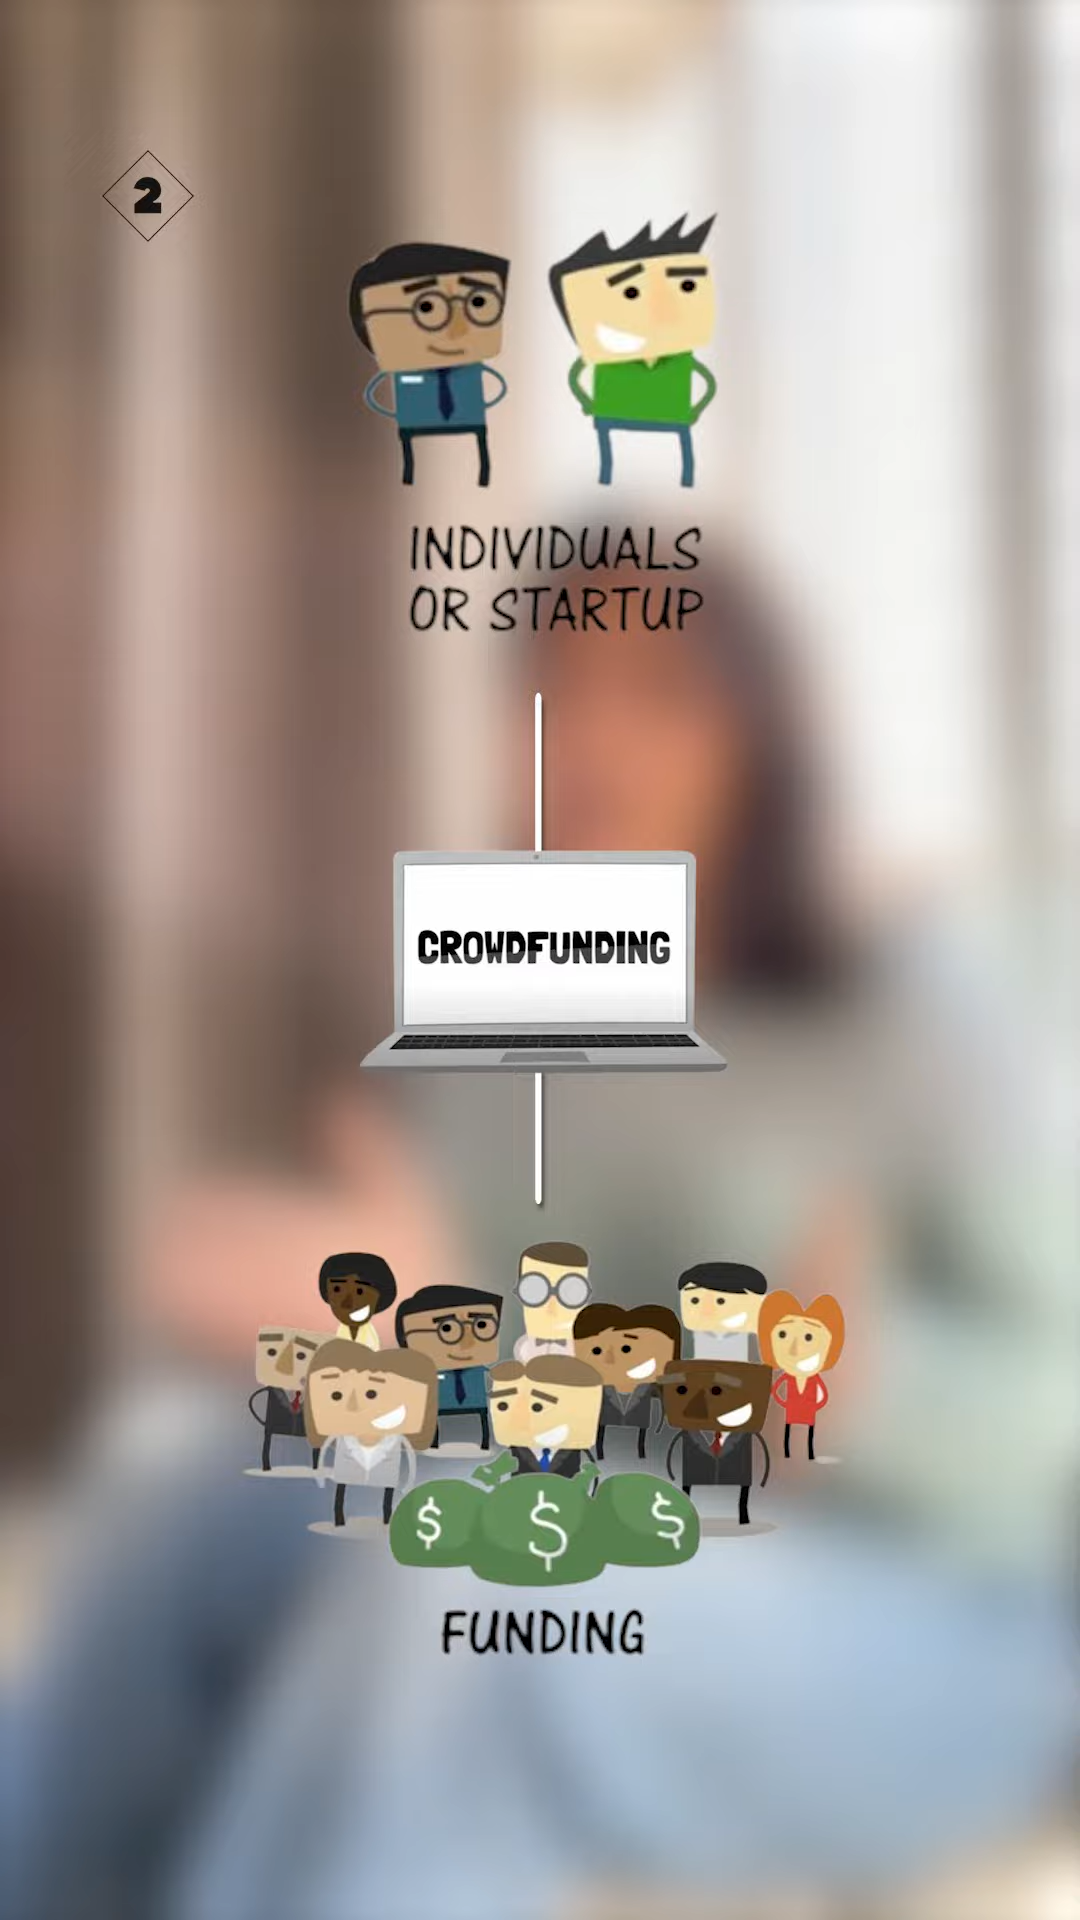 2
INDIVIDUALS
OR STARTUP
CROWDFUNDING
$ $ $
FUNDING